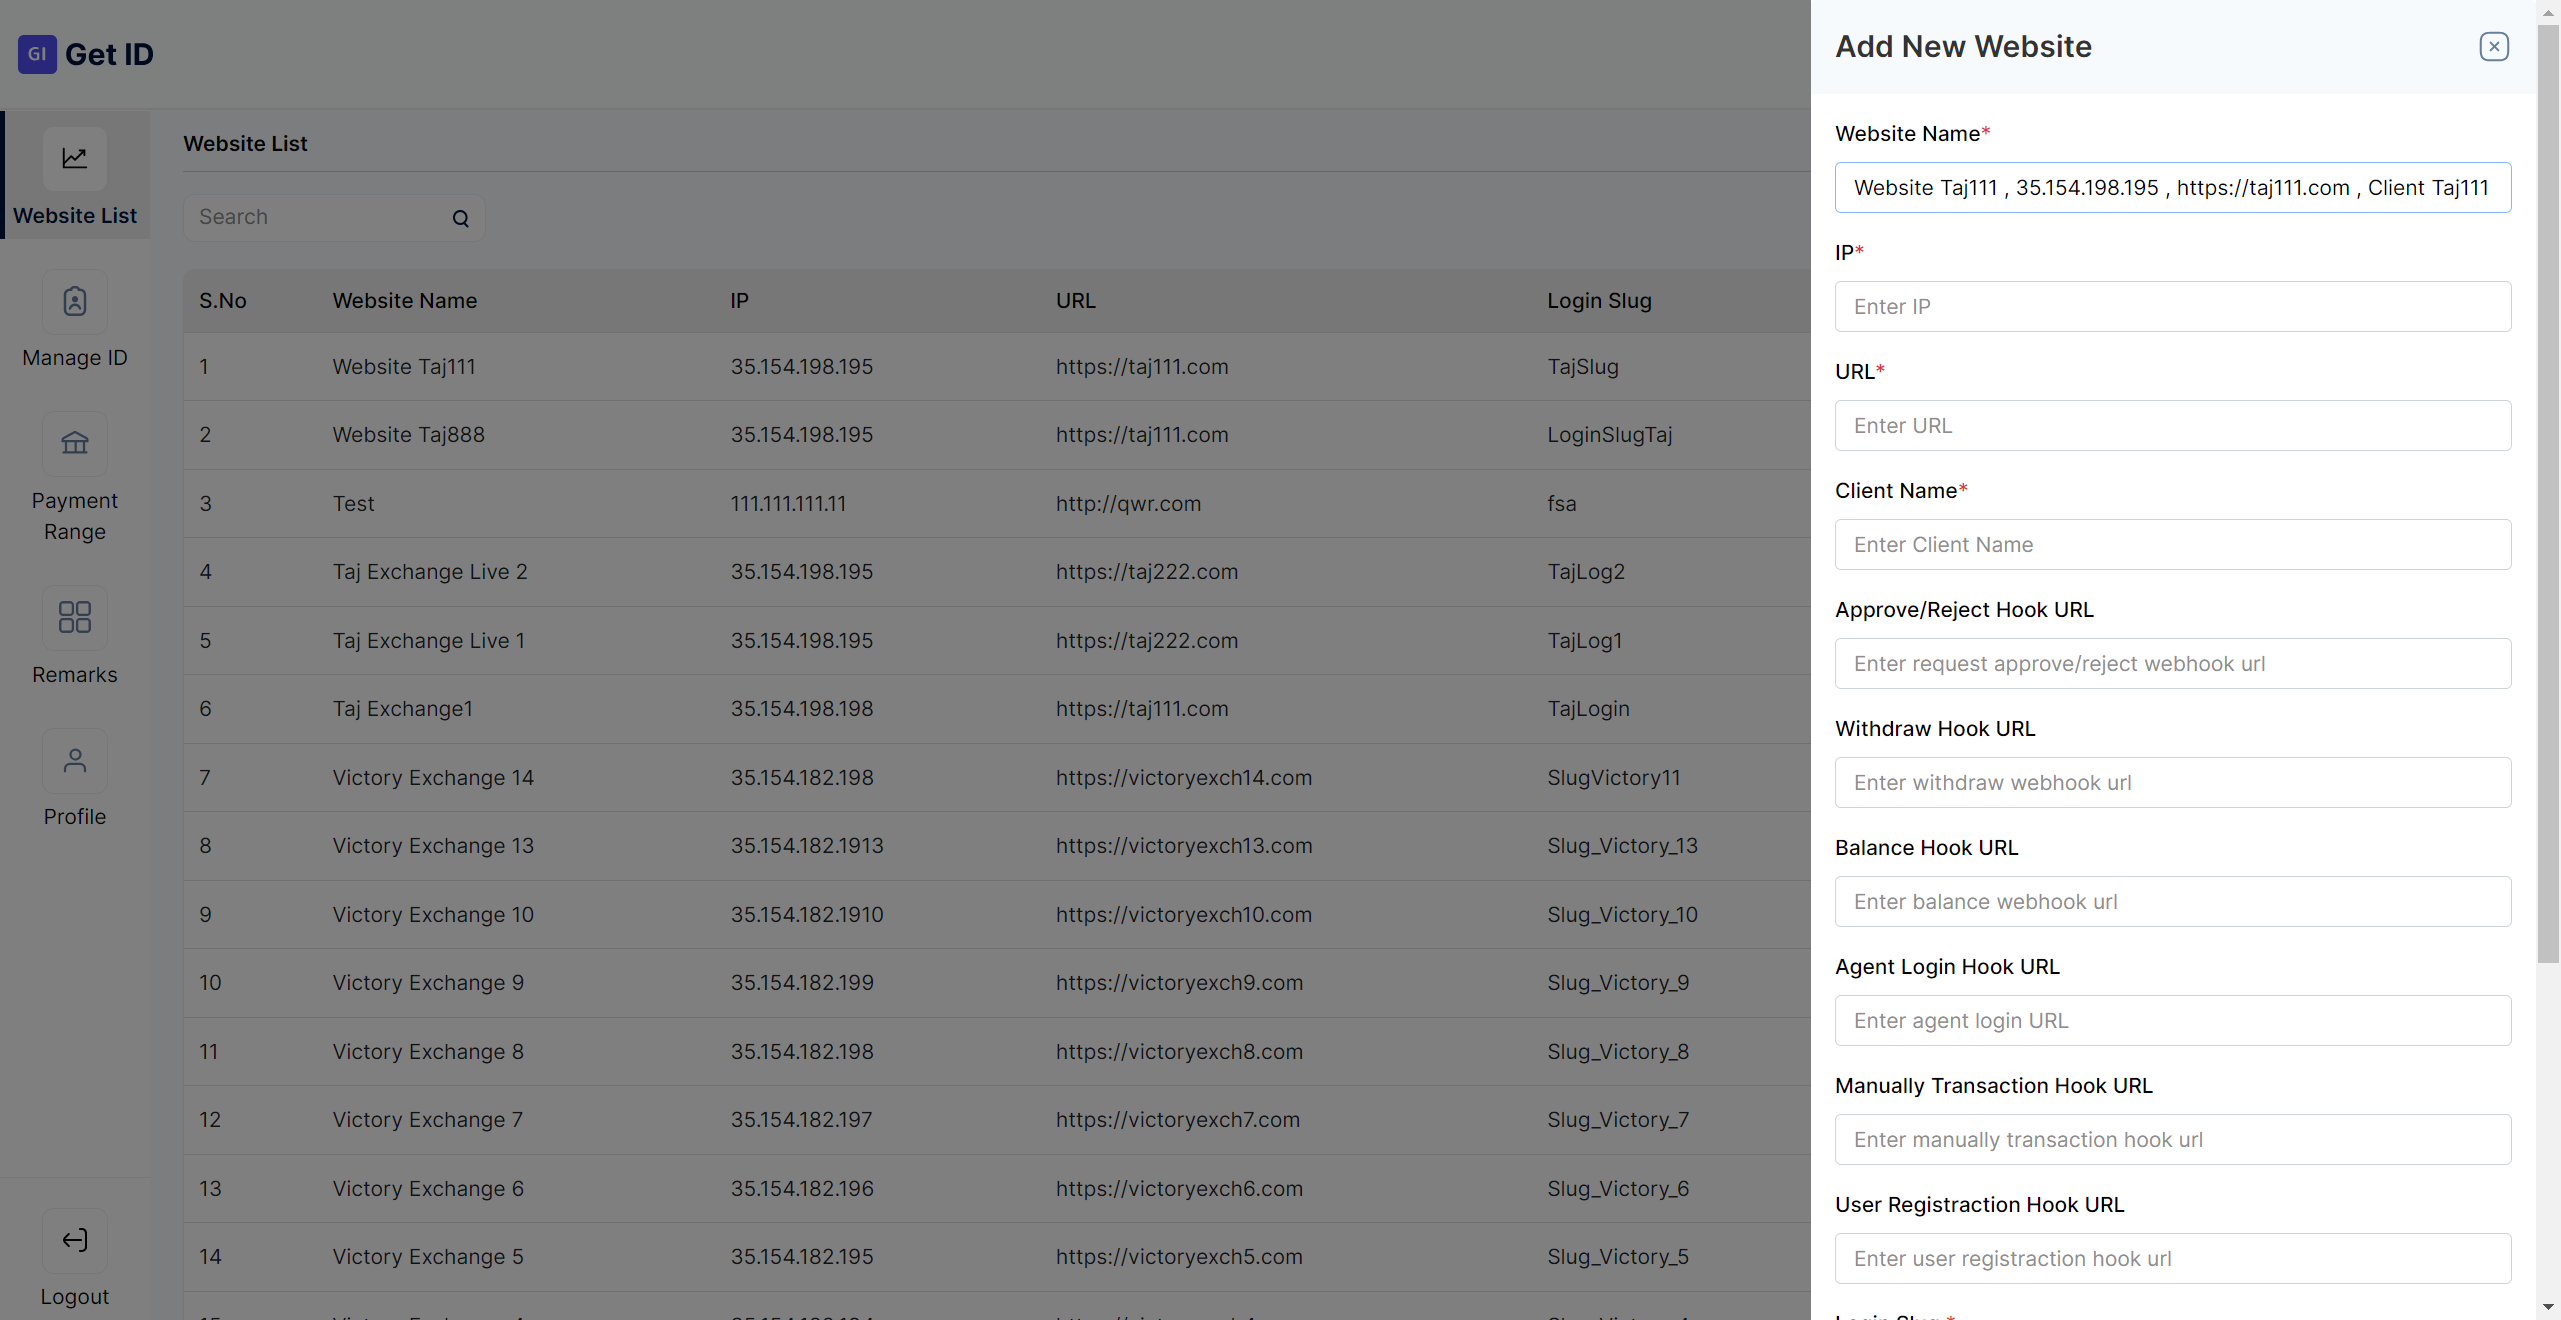 GI Get ID
Website List
Manage ID
Payment
Range
Remarks
Profile
Logout
Website List
Search
S.No Website Name IP URL Login Slug
1 Website Taj111 35.154.198.195 https://taj111.com TajSlug
2 Website Taj888 35.154.198.195 https://taj111.com LoginSlugTaj
3 Test 111.111.111.11 http://qwr.com fsa
4 Taj Exchange Live 2 35.154.198.195 https://taj222.com TajLog2
5 Taj Exchange Live 1 35.154.198.195 https://taj222.com TajLog1
6 Taj Exchange1 35.154.198.198 https://taj111.com TajLogin
7 Victory Exchange 14 35.154.182.198 https://victoryexch14.com SlugVictory11
8 Victory Exchange 13 35.154.182.1913 https://victoryexch13.com Slug_Victory_13
9 Victory Exchange 10 35.154.182.1910 https://victoryexch10.com Slug_Victory_10
10 Victory Exchange 9 35.154.182.199 https://victoryexch9.com Slug_Victory_9
11 Victory Exchange 8 35.154.182.198 https://victoryexch8.com Slug_Victory_8
12 Victory Exchange 7 35.154.182.197 https://victoryexch7.com Slug_Victory_7
13 Victory Exchange 6 35.154.182.196 https://victoryexch6.com Slug_Victory_6
14 Victory Exchange 5 35.154.182.195 https://victoryexch5.com Slug_Victory_5
Add New Website
Website Name*
Website Taj111 , 35.154.198.195 , https://taj111.com , Client Taj111
IP*
Enter IP
URL*
Enter URL
Client Name*
Enter Client Name
Approve/Reject Hook URL
Enter request approve/reject webhook url
Withdraw Hook URL
Enter withdraw webhook url
Balance Hook URL
Enter balance webhook url
Agent Login Hook URL
Enter agent login URL
Manually Transaction Hook URL
Enter manually transaction hook url
User Registraction Hook URL
Enter user registraction hook url